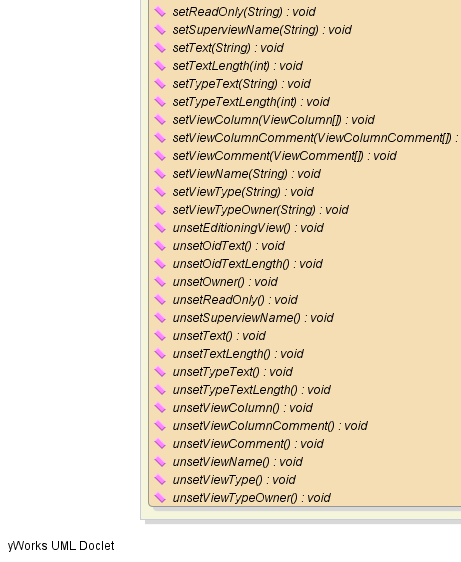 setReadOnly(String) : void
setSuperviewName(String) : void
setText(String) : void
setTextLength(int) : void
setTypeText(String) : void
setTypeTextLength(int) : void
setViewColumn(ViewColumn[]) : void
setViewColumnComment(ViewColumnComment[]) :
setViewComment(ViewComment[]) : void
setViewName(String) : void
setViewType(String) : void
setViewTypeOwner(String) : void
unsetEditioningView() : void
unsetOidText() : void
unsetOidTextLength() : void
unsetOwner() : void
unsetReadOnly() : void
unsetSuperviewName() : void
unsetText() : void
unsetTextLength() : void
unsetTypeText() : void
unsetTypeTextLength() : void
unsetViewColumn() : void
unsetViewColumnComment() : void
unsetViewComment() : void
unsetViewName() : void
unsetViewType() : void
unsetViewTypeOwner() : void
yWorks UML Doclet